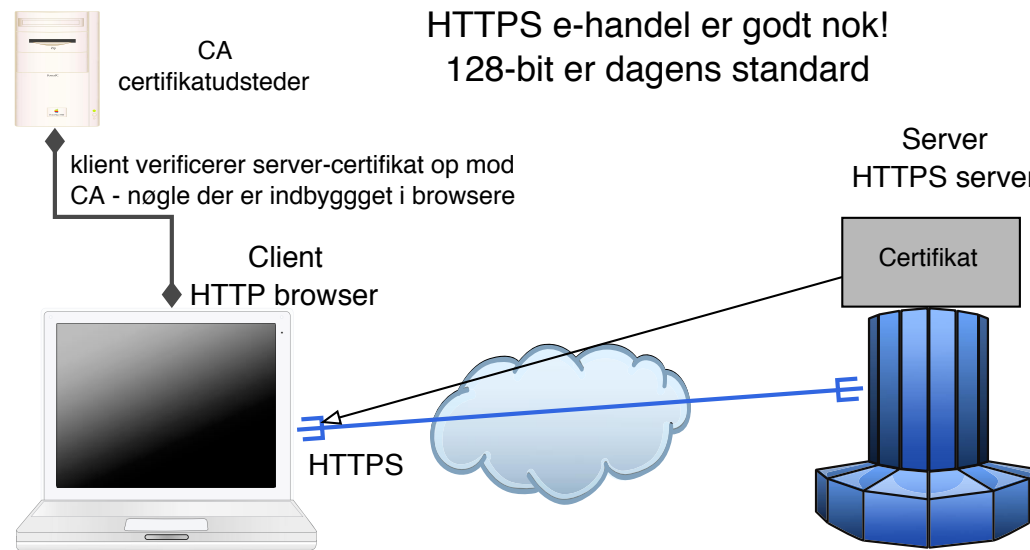 HTTPS e-handel er godt nok!
128-bit er dagens standard
CA
certifikatudsteder
klient verificerer server-certifikat op mod
CA - nøgle der er indbyggget i browsere
Server
HTTPS server
Certifikat
Client
HTTP browser
HTTPS